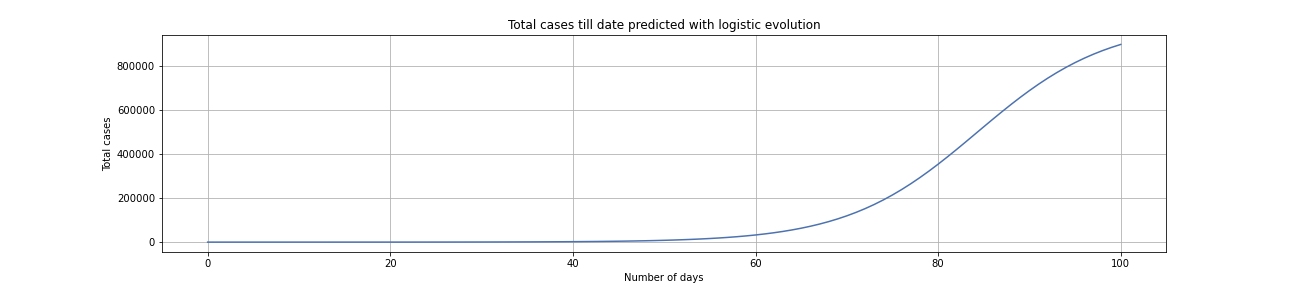 Total cases till date predicted with logistic evolution
Total cases
800000
600000
400000
200000
0
0 20 40 60 80 100
Number of days